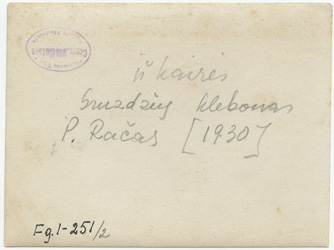 iš kairės
Gruzdžių klebonas
P. Račas [1930]
Fg.1-251/2